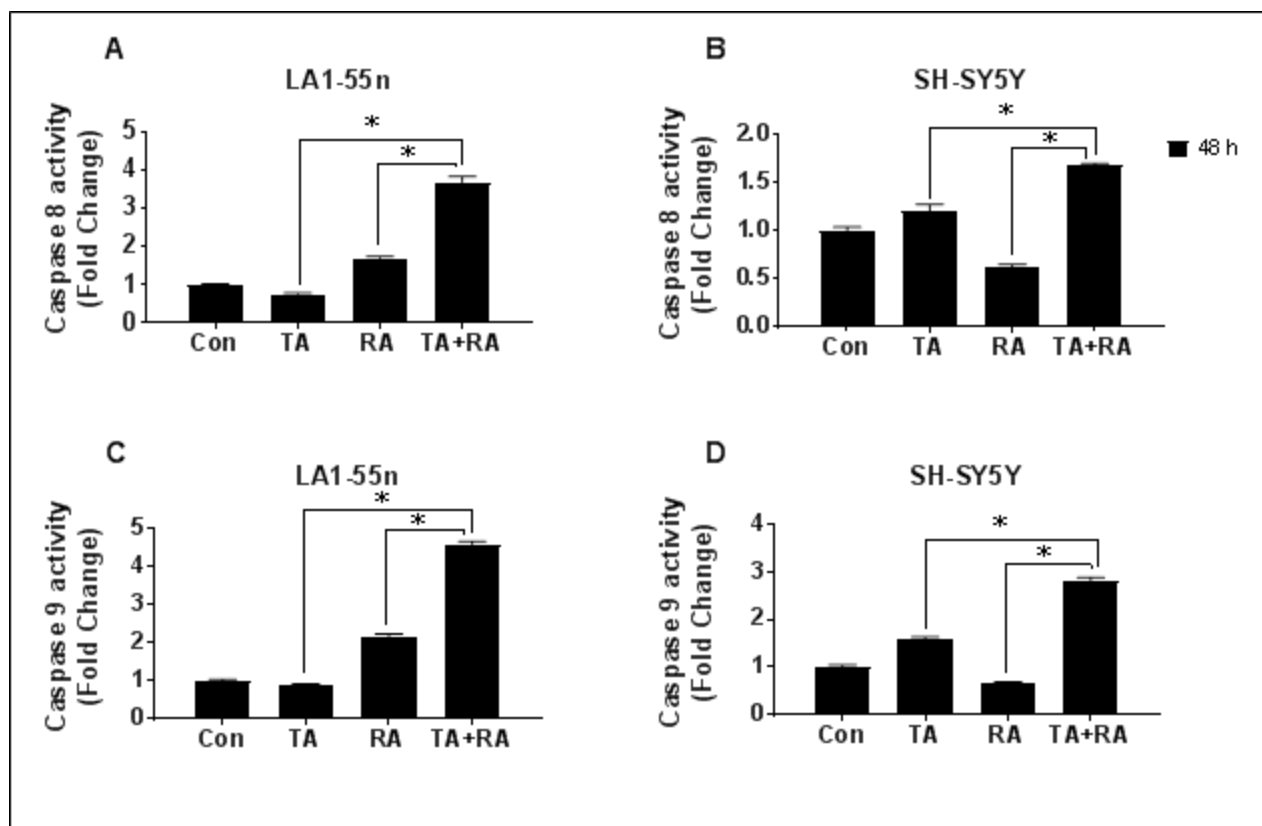 A
LA1-55n
Caspase 8 activity
(Fold Change)
5
4
3
2
1
0
*
*
Con TA RA TA+RA
B
SH-SY5Y
Caspase 8 activity
(Fold Change)
2.0
1.5
1.0
0.5
0.0
*
*
48 h
Con TA RA TA+RA
C
LA1-55n
Caspase 9 activity
(Fold Change)
5
4
3
2
1
0
*
*
Con TA RA TA+RA
D
SH-SY5Y
Caspase 9 activity
(Fold Change)
4
3
2
1
0
*
*
Con TA RA TA+RA